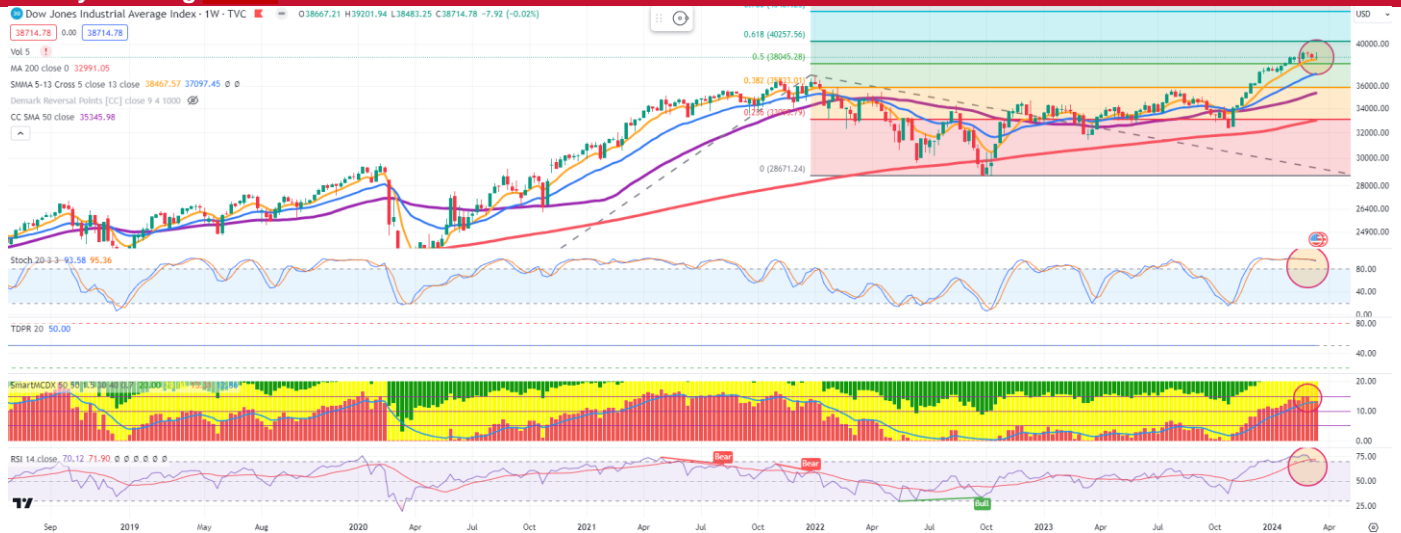 Dow Jones Industrial Average Index · 1W · TVC O38667.21 H39201.94 L38483.25 C38714.78 −7.92 (−0.02%)
38714.78 0.00 38714.78
Vol 5
MA 200 close 0 32991.05
SMMA 5-13 Cross 5 close 13 close 38467.57 37097.45 ∅ ∅
Demark Reversal Points [CC] close 9 4 1000
CC SMA 50 close 35345.98
0.618 (40257.56)
0.5 (38045.28)
0 (28671.24)
USD
40000.00
38000.00
36000.00
34000.00
32000.00
30000.00
28000.00
26400.00
24900.00
Stoch 20 3 3 93.58 95.36
80.00
40.00
0.00
TDPR 20 50.00
80.00
40.00
SmartMCDX 50 50
20.00
10.00
0.00
RSI 14 close 70.12 71.90 ∅ ∅ ∅ ∅ ∅ ∅
Bear
Bear
Bull
75.00
50.00
25.00
Sep 2019 May Aug 2020 Apr Jul Oct 2021 Apr Jul Oct 2022 Apr Jul Oct 2023 Apr Jul Oct 2024 Apr